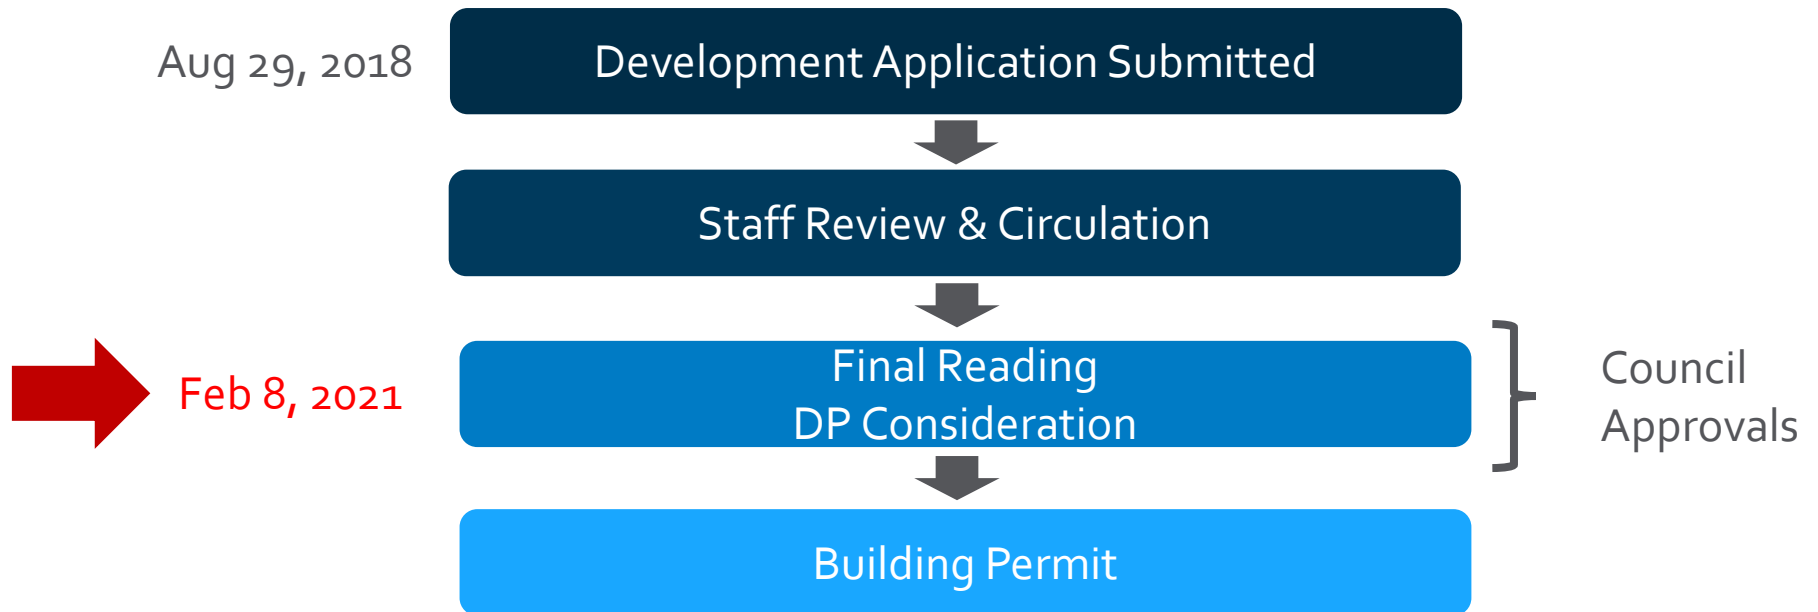 Aug 29, 2018
Development Application Submitted
Staff Review & Circulation
Feb 8, 2021
Final Reading
DP Consideration
Council
Approvals
Building Permit